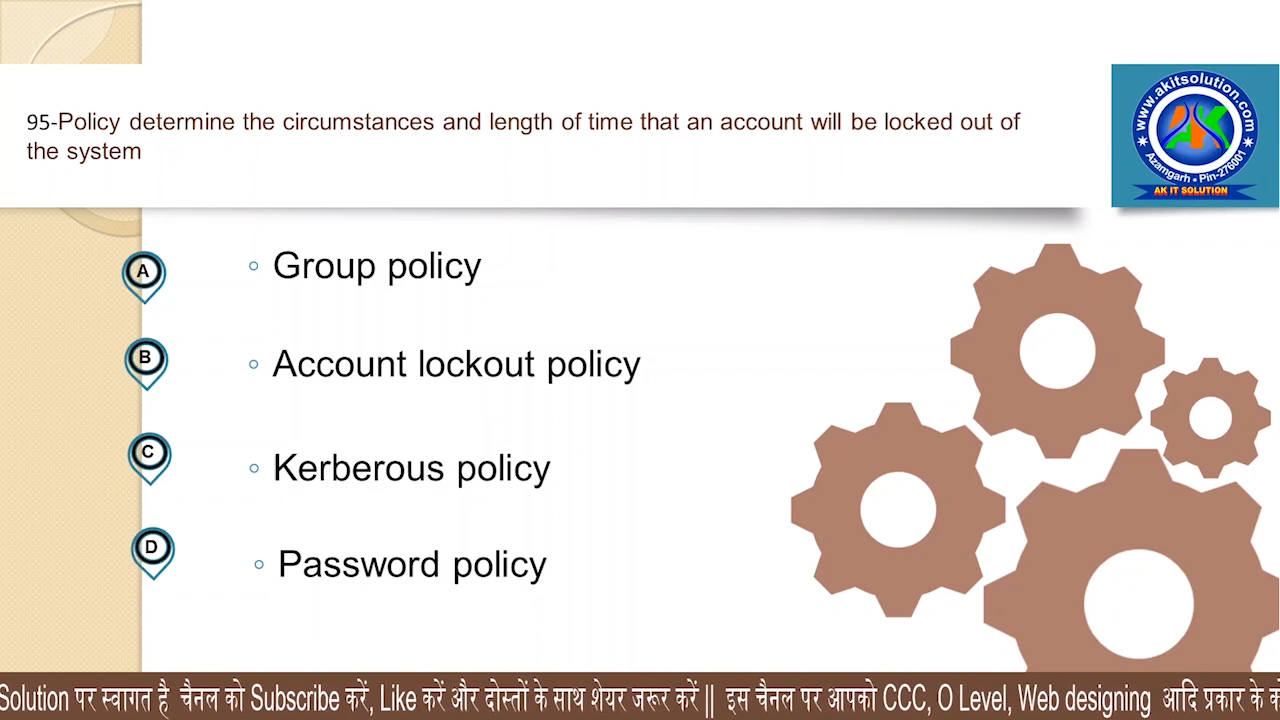 95-Policy determine the circumstances and length of time that an account will be locked out of
the system
www.akitsolution.com
AK
Azamgarh • Pin-276001
AK IT SOLUTION
A
Group policy
B
Account lockout policy
C
Kerberous policy
D
Password policy
Solution पर स्वागत है चैनल को Subscribe करें, Like करें और दोस्तों के साथ शेयर जरूर करें || इस चैनल पर आपको CCC, O Level, Web designing आदि प्रकार के